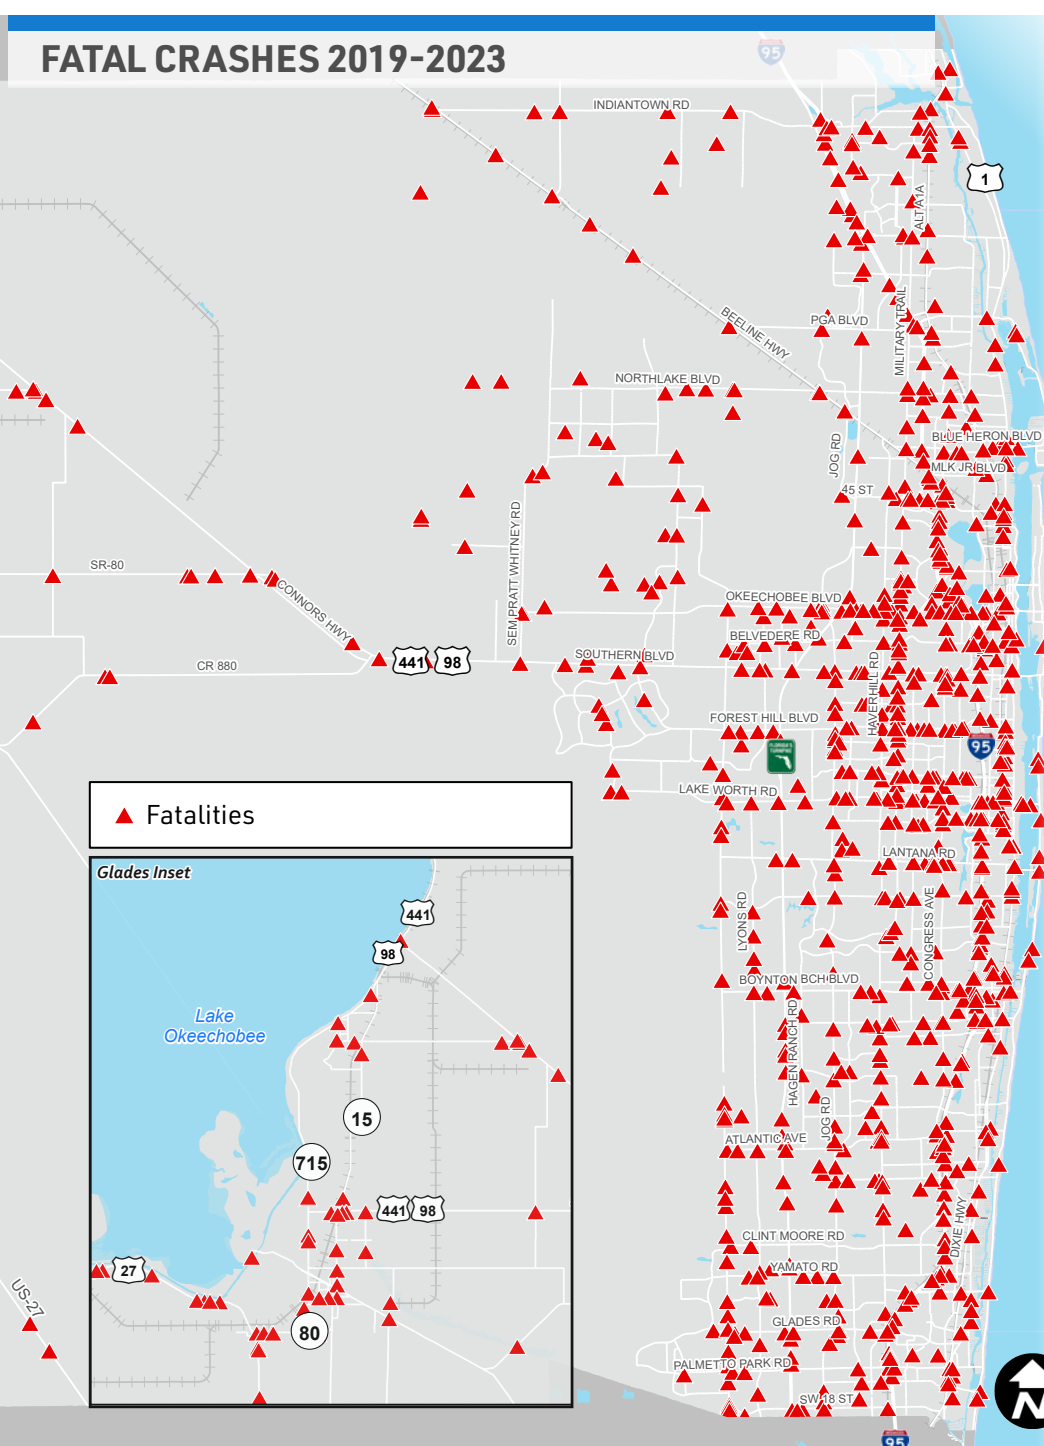 FATAL CRASHES 2019-2023
95
INDIANTOWN RD
1
ALT A1A
PGA BLVD
BEELINE HWY
MILITARY TRAIL
NORTHLAKE BLVD
BLUE HERON BLVD
JOG RD
MLK JR BLVD
45 ST
SEM PRATT WHITNEY RD
SR-80
CONNORS HWY
OKEECHOBEE BLVD
BELVEDERE RD
441
98
SOUTHERN BLVD
CR 880
HAVERHILL RD
FOREST HILL BLVD
FLORIDA'S
TURNPIKE
95
LAKE WORTH RD
Fatalities
LANTANA RD
Glades Inset
441
98
LYONS RD
CONGRESS AVE
BOYNTON BCH BLVD
Lake
Okeechobee
HAGEN RANCH RD
JOG RD
15
ATLANTIC AVE
715
441
98
DIXIE HWY
CLINT MOORE RD
27
YAMATO RD
US-27
80
GLADES RD
PALMETTO PARK RD
SW 18 ST
N
95